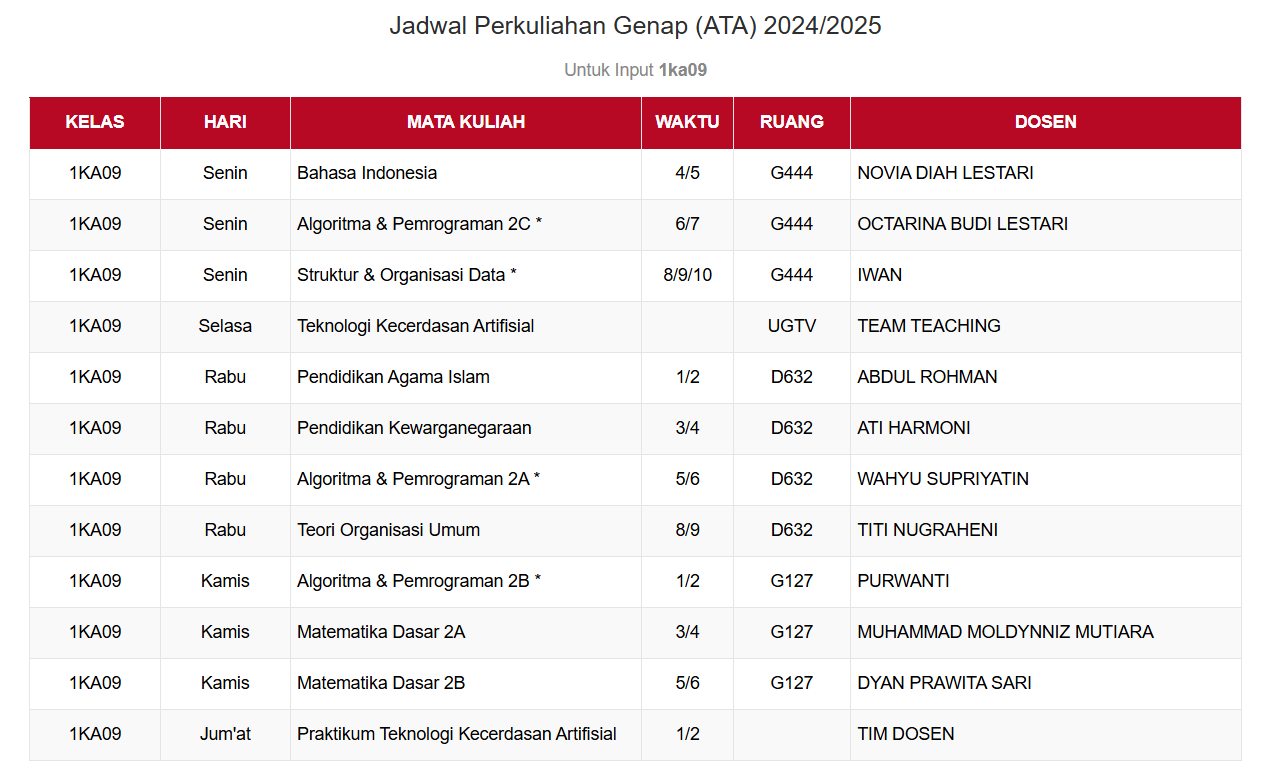 Jadwal Perkuliahan Genap (ATA) 2024/2025
Untuk Input 1ka09
KELAS HARI MATA KULIAH WAKTU RUANG DOSEN
1KA09 Senin Bahasa Indonesia 4/5 G444 NOVIA DIAH LESTARI
1KA09 Senin Algoritma & Pemrograman 2C * 6/7 G444 OCTARINA BUDI LESTARI
1KA09 Senin Struktur & Organisasi Data * 8/9/10 G444 IWAN
1KA09 Selasa Teknologi Kecerdasan Artifisial UGTV TEAM TEACHING
1KA09 Rabu Pendidikan Agama Islam 1/2 D632 ABDUL ROHMAN
1KA09 Rabu Pendidikan Kewarganegaraan 3/4 D632 ATI HARMONI
1KA09 Rabu Algoritma & Pemrograman 2A * 5/6 D632 WAHYU SUPRIYATIN
1KA09 Rabu Teori Organisasi Umum 8/9 D632 TITI NUGRAHENI
1KA09 Kamis Algoritma & Pemrograman 2B * 1/2 G127 PURWANTI
1KA09 Kamis Matematika Dasar 2A 3/4 G127 MUHAMMAD MOLDYNNIZ MUTIARA
1KA09 Kamis Matematika Dasar 2B 5/6 G127 DYAN PRAWITA SARI
1KA09 Jum'at Praktikum Teknologi Kecerdasan Artifisial 1/2 TIM DOSEN